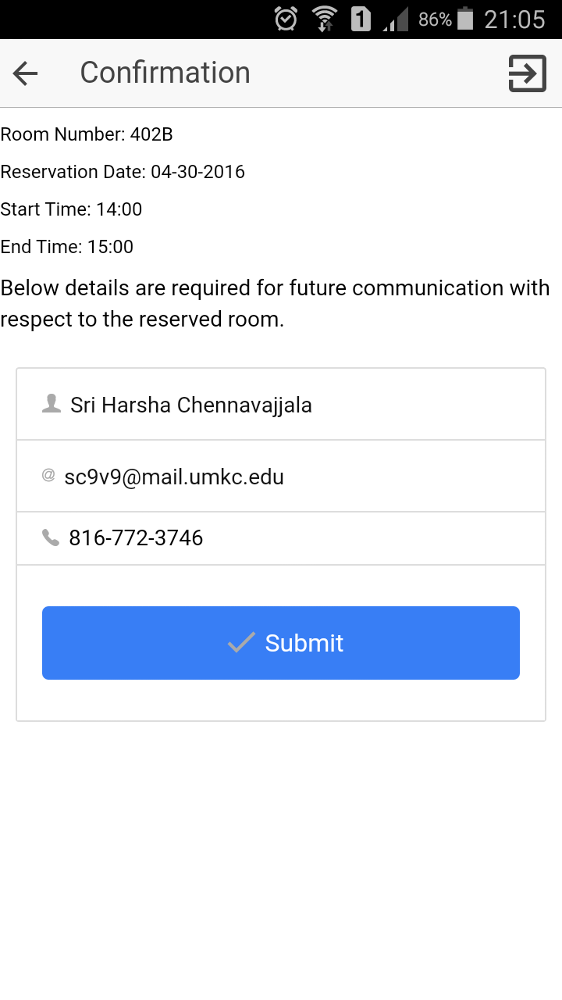 86% 21:05
Confirmation
Room Number: 402B
Reservation Date: 04-30-2016
Start Time: 14:00
End Time: 15:00
Below details are required for future communication with
respect to the reserved room.
Sri Harsha Chennavajjala
@ sc9v9@mail.umkc.edu
816-772-3746
Submit